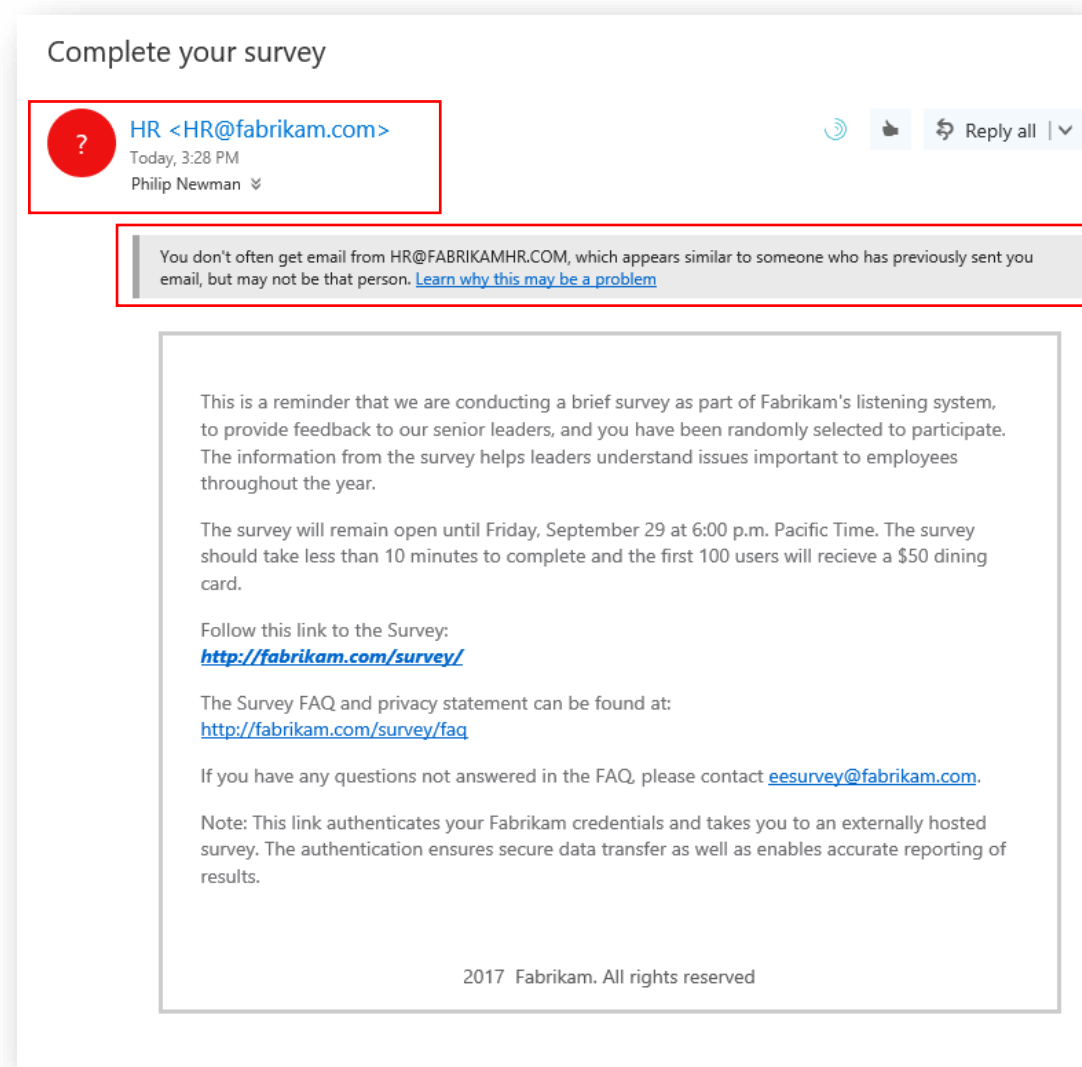 Complete your survey
?
HR <HR@fabrikam.com>
Today, 3:28 PM
Philip Newman
Reply all
You don't often get email from HR@FABRIKAMHR.COM, which appears similar to someone who has previously sent you
email, but may not be that person. Learn why this may be a problem
This is a reminder that we are conducting a brief survey as part of Fabrikam's listening system,
to provide feedback to our senior leaders, and you have been randomly selected to participate.
The information from the survey helps leaders understand issues important to employees
throughout the year.
The survey will remain open until Friday, September 29 at 6:00 p.m. Pacific Time. The survey
should take less than 10 minutes to complete and the first 100 users will recieve a $50 dining
card.
Follow this link to the Survey:
http://fabrikam.com/survey/
The Survey FAQ and privacy statement can be found at:
http://fabrikam.com/survey/faq
If you have any questions not answered in the FAQ, please contact eesurvey@fabrikam.com.
Note: This link authenticates your Fabrikam credentials and takes you to an externally hosted
survey. The authentication ensures secure data transfer as well as enables accurate reporting of
results.
2017 Fabrikam. All rights reserved